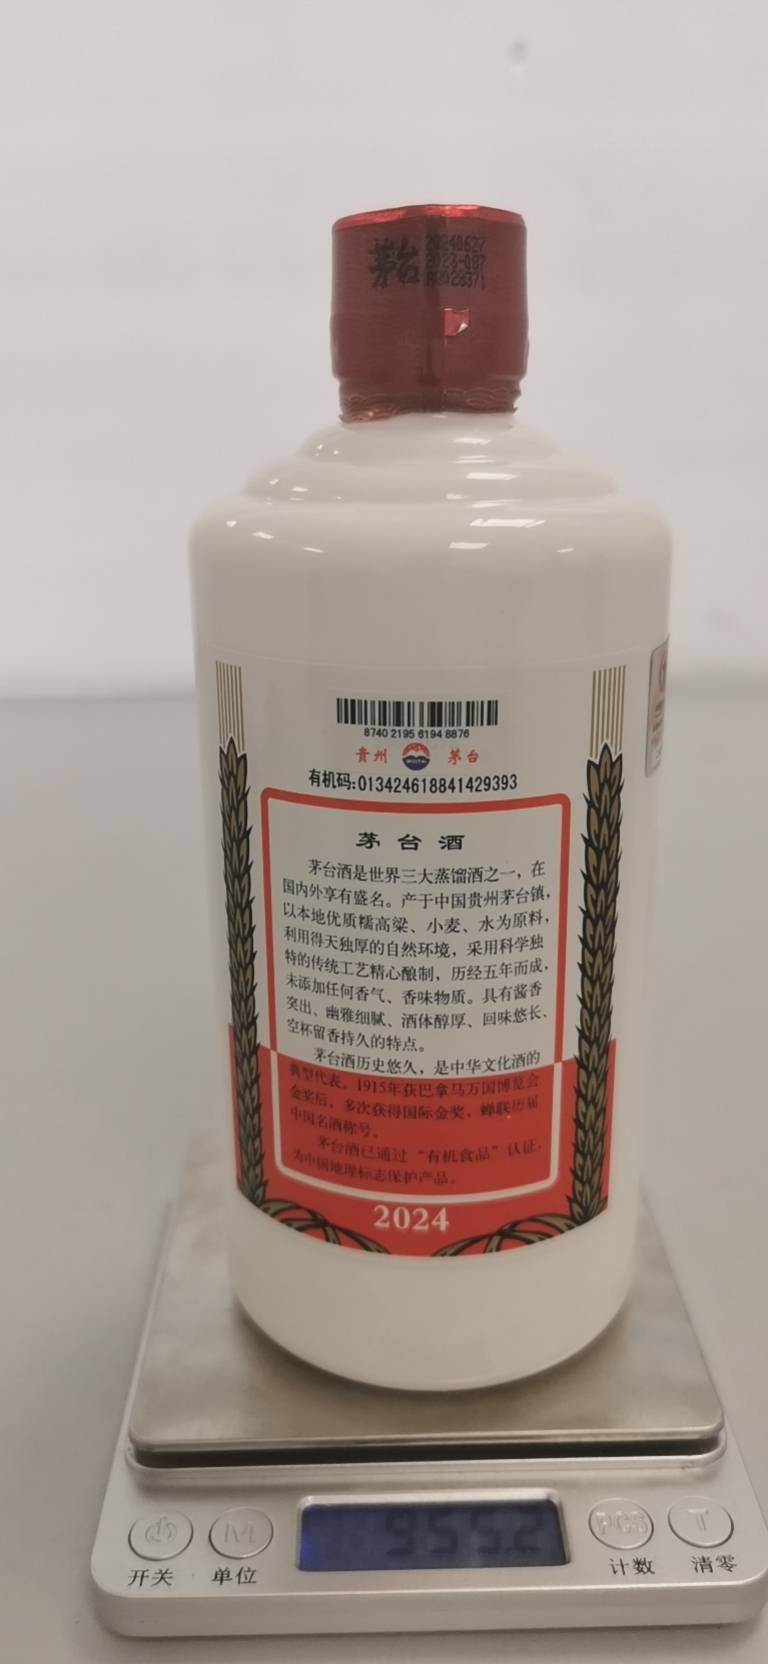 茅台
20240627
2023-087
8740 2195 6194 8876
贵州 茅台
有机码:013424618841429393
茅台酒
茅台酒是世界三大蒸馏酒之一，在
国内外享有盛名。产于中国贵州茅台镇，
以本地优质糯高粱、小麦、水为原料，
利用得天独厚的自然环境，采用科学独
特的传统工艺精心酿制，历经五年而成，
未添加任何香气、香味物质。具有酱香
突出、幽雅细腻、酒体醇厚、回味悠长、
空杯留香持久的特点。
茅台酒历史悠久，是中华文化酒的
典型代表。1915年获巴拿马万国博览会
金奖后，多次获得国际金奖，蝉联历届
中国名酒称号。
茅台酒已通过“有机食品”认证，
为中国地理标志保护产品。
2024
955.2
M
PCS
T
开关 单位 计数 清零